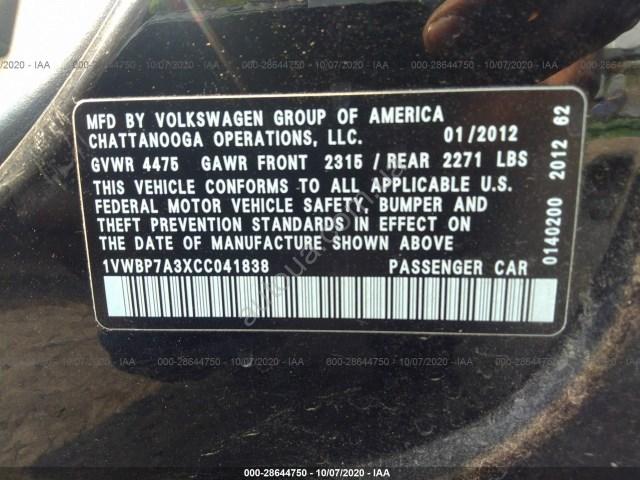 MFD BY VOLKSWAGEN GROUP OF AMERICA
CHATTANOOGA OPERATIONS, LLC. 01/2012
GVWR 4475 GAWR FRONT 2315 / REAR 2271 LBS
THIS VEHICLE CONFORMS TO ALL APPLICABLE U.S.
FEDERAL MOTOR VEHICLE SAFETY, BUMPER AND
THEFT PREVENTION STANDARDS IN EFFECT ON
THE DATE OF MANUFACTURE SHOWN ABOVE
1VWBP7A3XCC041838 PASSENGER CAR
0140200 2012 62
000-28644750 | 10/07/2020 - IAA